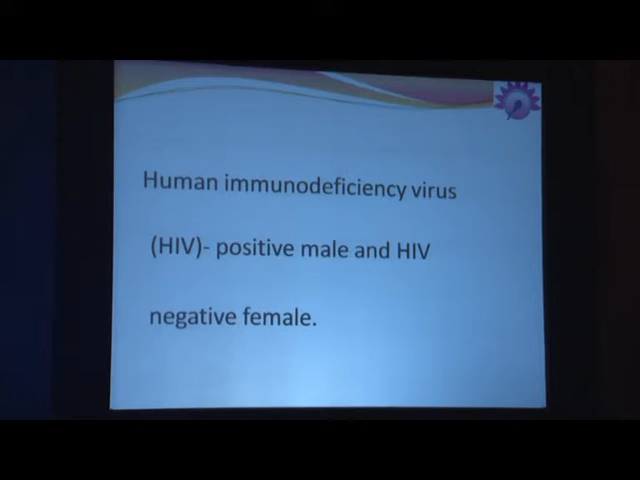 Human immunodeficiency virus
(HIV)- positive male and HIV
negative female.